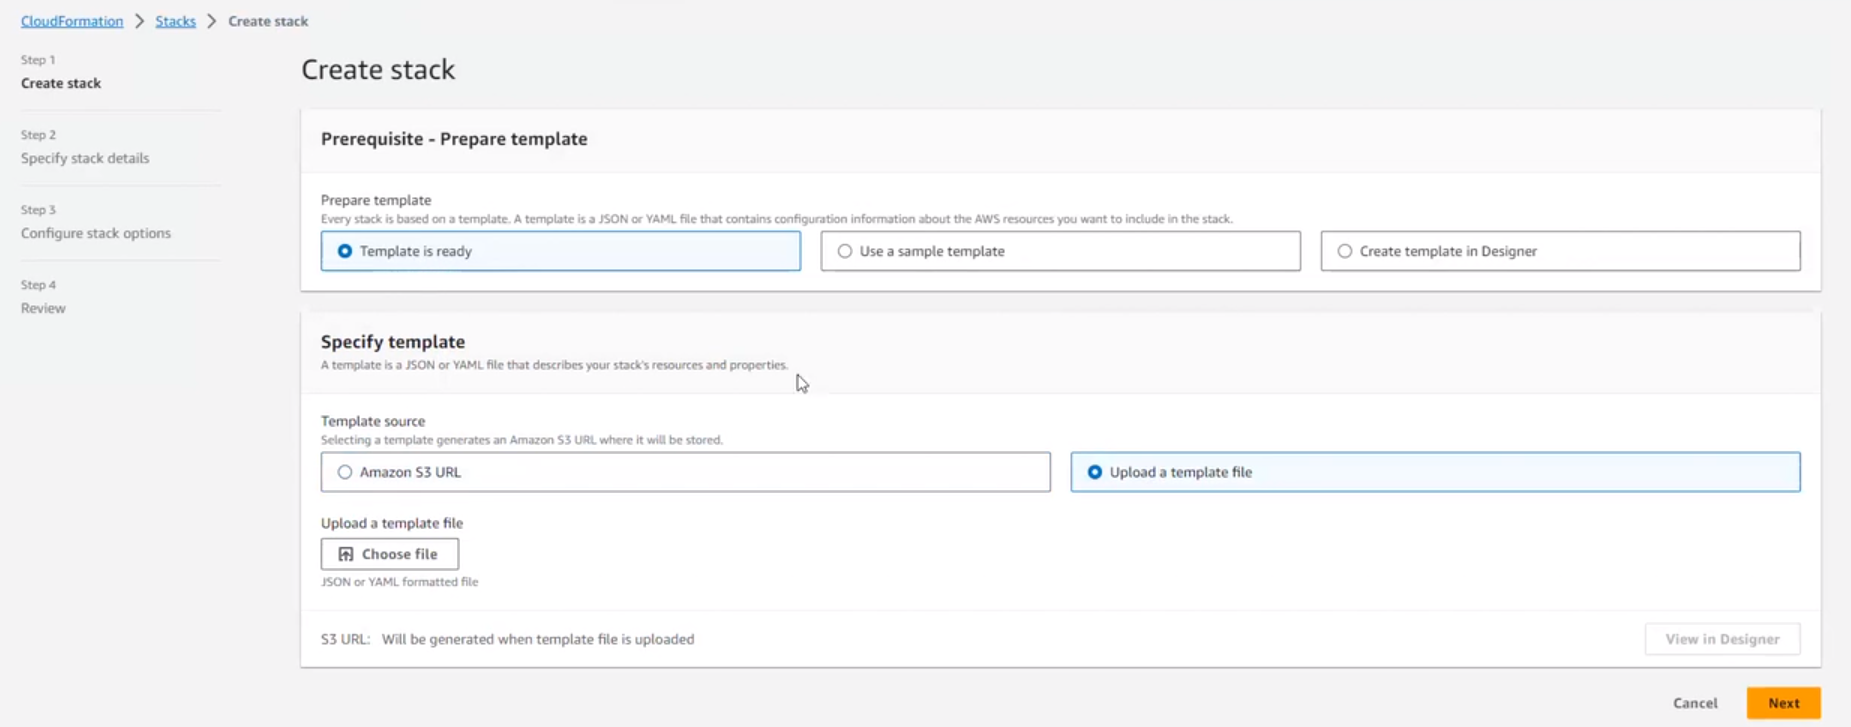 CloudFormation > Stacks > Create stack
Step 1
Create stack
Step 2
Specify stack details
Step 3
Configure stack options
Step 4
Review
Create stack
Prerequisite - Prepare template
Prepare template
Every stack is based on a template. A template is a JSON or YAML file that contains configuration information about the AWS resources you want to include in the stack.
Template is ready
Use a sample template
Create template in Designer
Specify template
A template is a JSON or YAML file that describes your stack's resources and properties.
Template source
Selecting a template generates an Amazon S3 URL where it will be stored.
Amazon S3 URL
Upload a template file
Upload a template file
Choose file
JSON or YAML formatted file
S3 URL: Will be generated when template file is uploaded
View in Designer
Cancel
Next